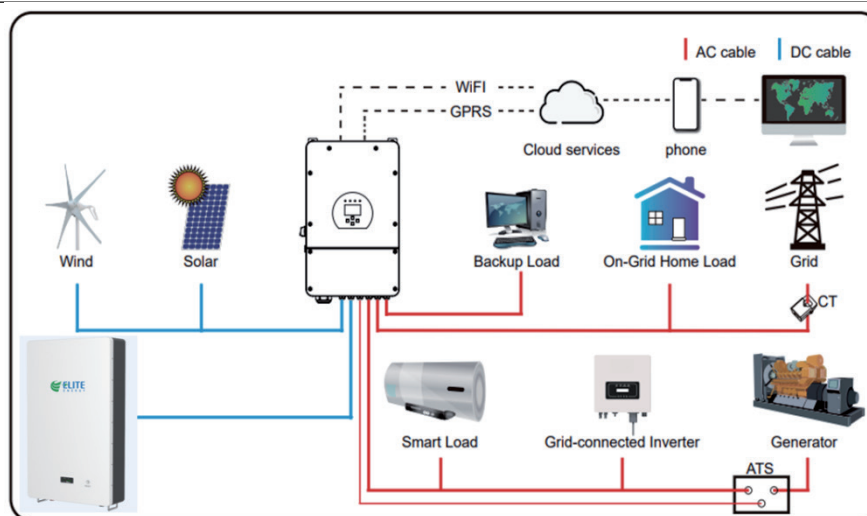 AC cable
DC cable
WiFI
GPRS
Cloud services
phone
Wind
Solar
Backup Load
On-Grid Home Load
Grid
CT
ELITE
ENERGY
Smart Load
Grid-connected Inverter
Generator
ATS